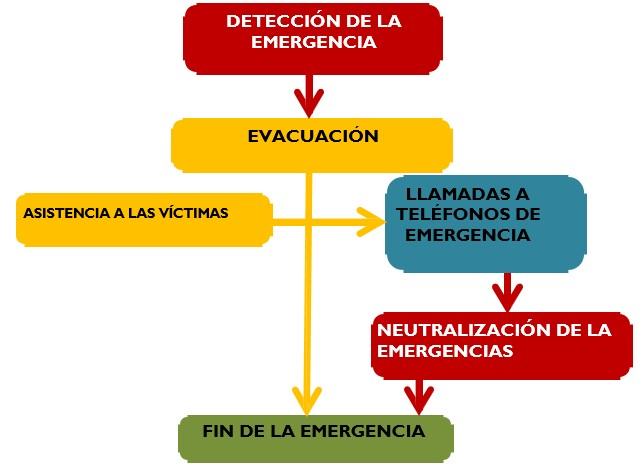 DETECCIÓN DE LA
EMERGENCIA
EVACUACIÓN
ASISTENCIA A LAS VÍCTIMAS
LLAMADAS A
TELÉFONOS DE
EMERGENCIA
NEUTRALIZACIÓN DE LA
EMERGENCIAS
FIN DE LA EMERGENCIA